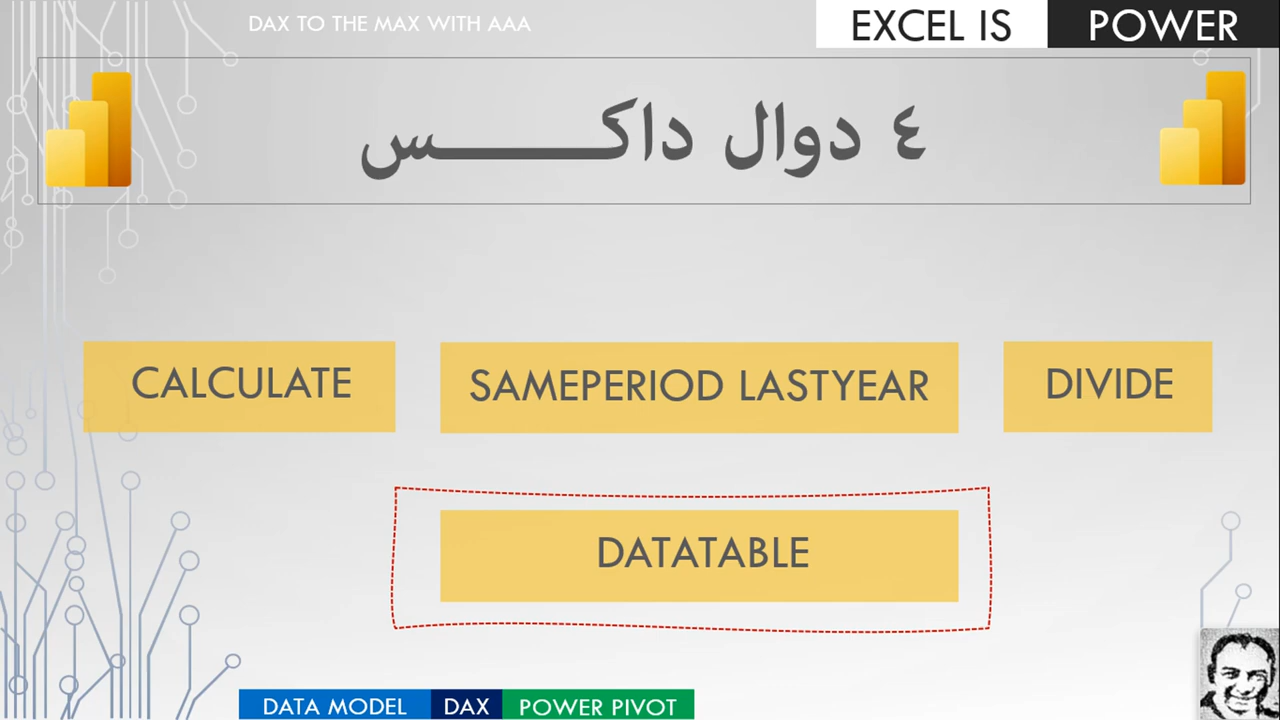 DAX TO THE MAX WITH AAA
EXCEL IS POWER
٤ دوال داكـــــــس
CALCULATE
SAMEPERIOD LASTYEAR
DIVIDE
DATATABLE
DATA MODEL DAX POWER PIVOT